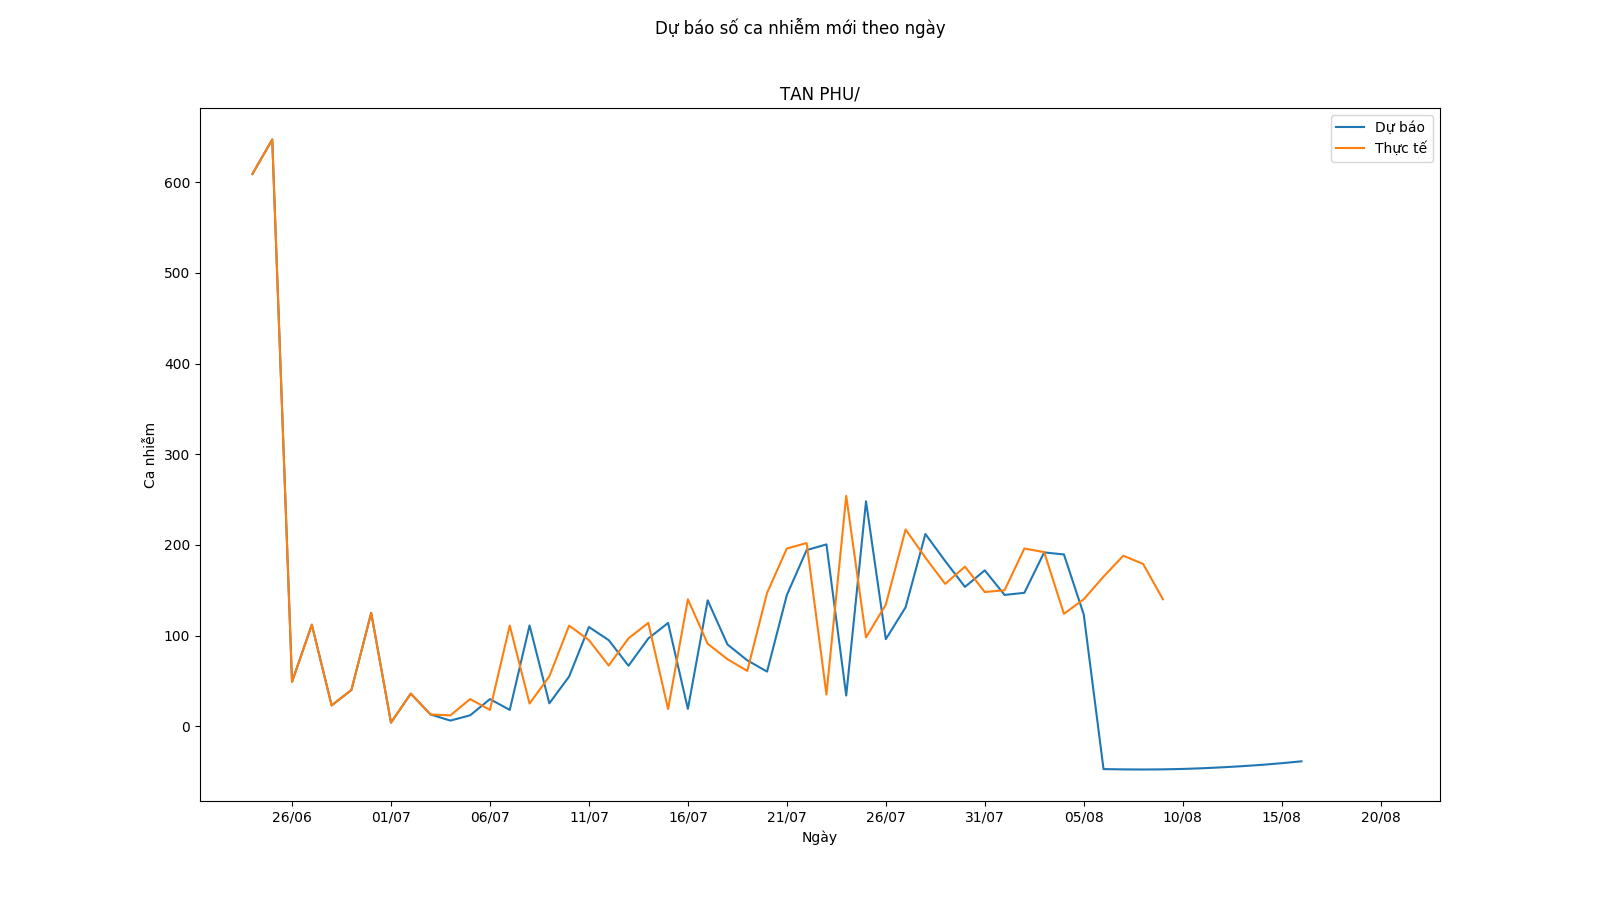 Dự báo số ca nhiễm mới theo ngày
TAN PHU/
Dự báo
Thực tế
600
500
400
300
200
100
0
Ca nhiễm
26/06 01/07 06/07 11/07 16/07 21/07 26/07 31/07 05/08 10/08 15/08 20/08
Ngày